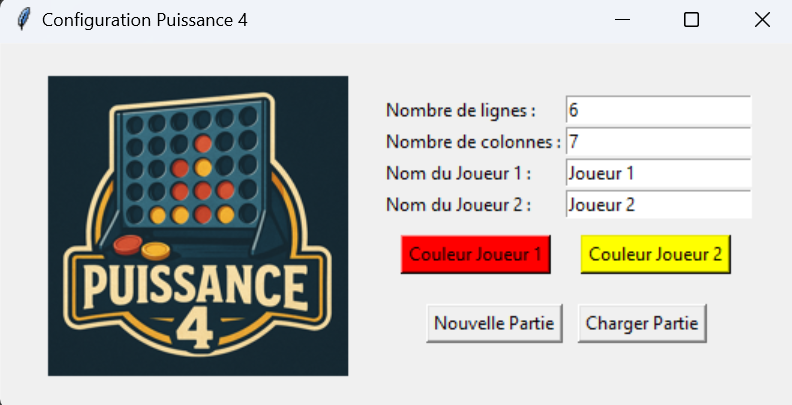 Configuration Puissance 4
PUISSANCE
4
Nombre de lignes : 6
Nombre de colonnes : 7
Nom du Joueur 1 : Joueur 1
Nom du Joueur 2 : Joueur 2
Couleur Joueur 1 Couleur Joueur 2
Nouvelle Partie Charger Partie